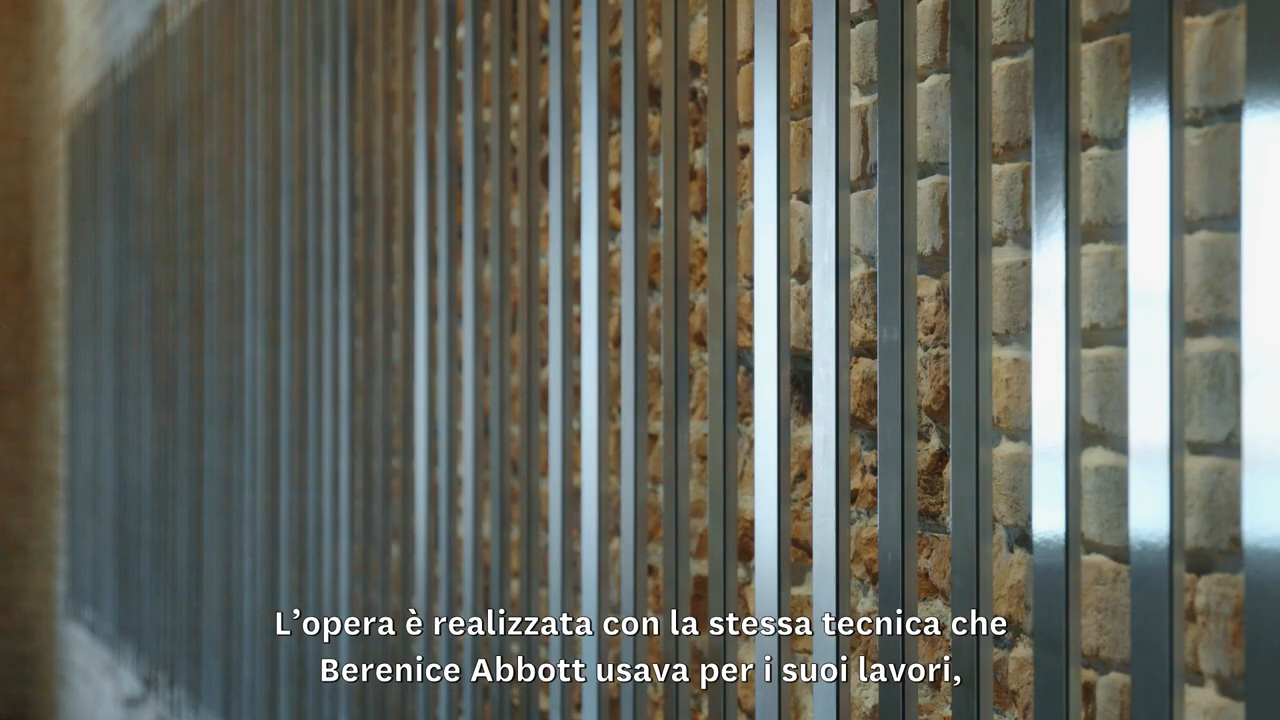 L’opera è realizzata con la stessa tecnica che
Berenice Abbott usava per i suoi lavori,